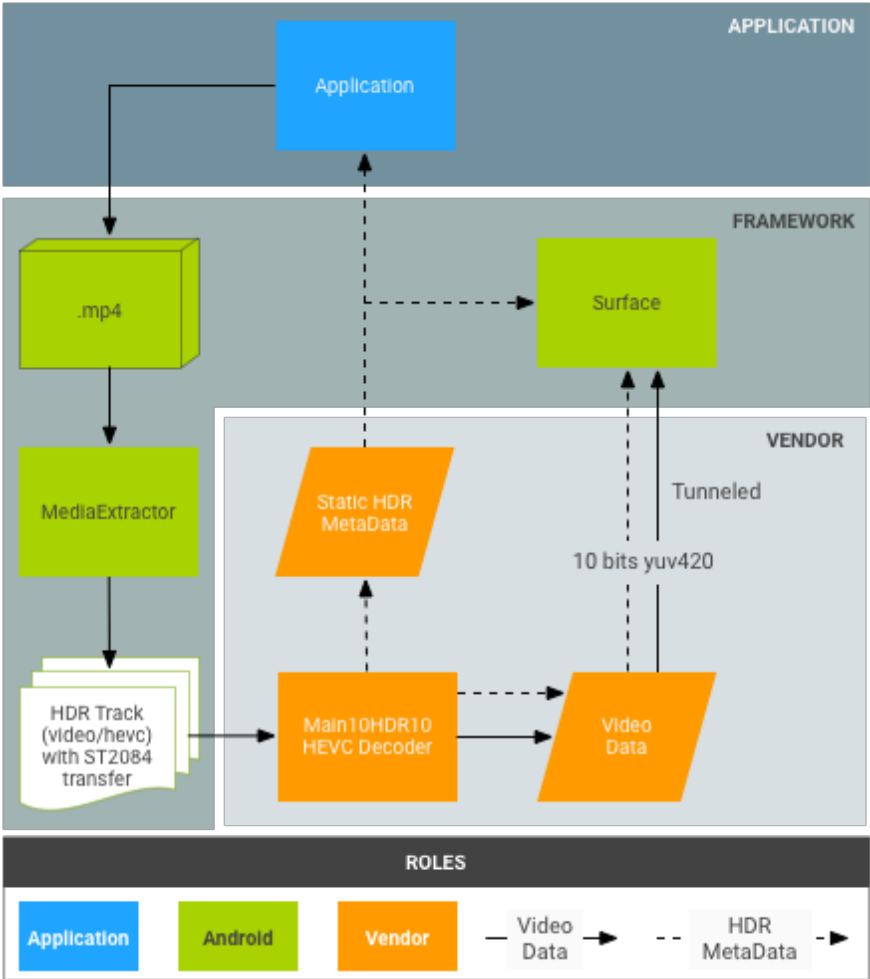 APPLICATION
Application
FRAMEWORK
.mp4
Surface
VENDOR
MediaExtractor
Static HDR
MetaData
Tunneled
10 bits yuv420
HDR Track
(video/hevc)
with ST2084
transfer
Main10HDR10
HEVC Decoder
Video
Data
ROLES
Application
Android
Vendor
Video
Data
HDR
MetaData